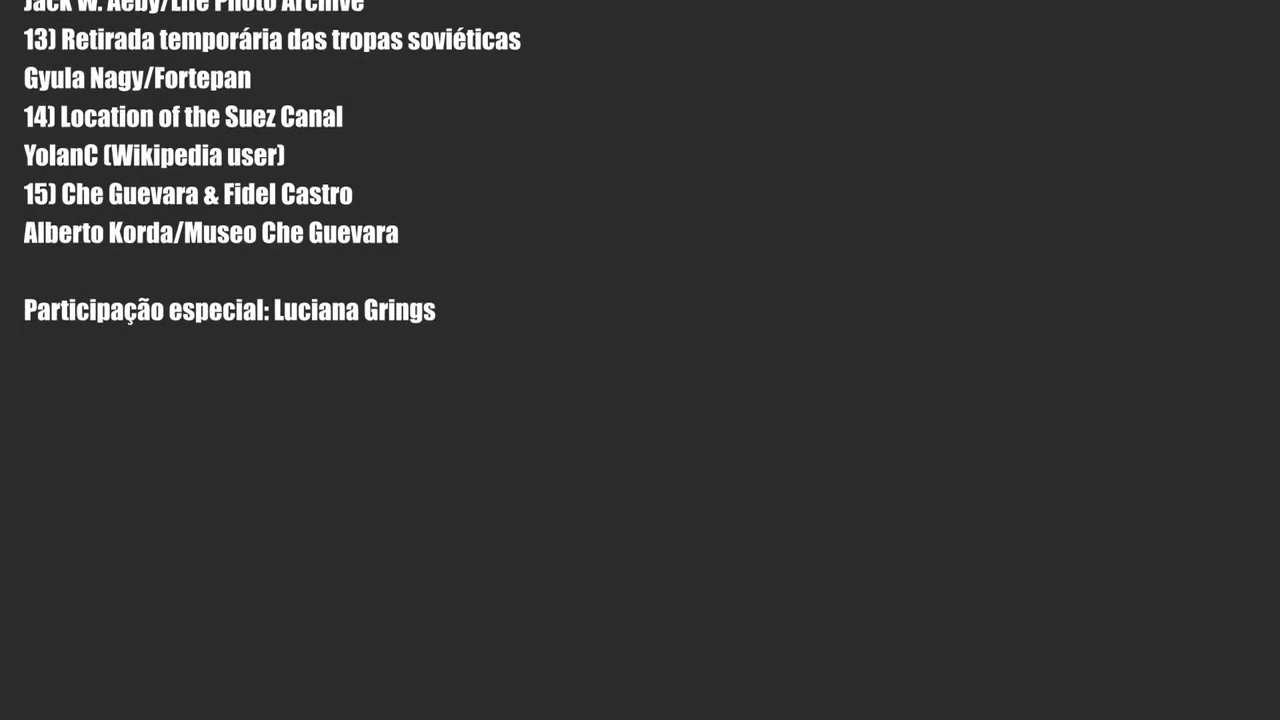 Jack W. Aeby/Life Photo Archive
13) Retirada temporária das tropas soviéticas
Gyula Nagy/Fortepan
14) Location of the Suez Canal
YolanC (Wikipedia user)
15) Che Guevara & Fidel Castro
Alberto Korda/Museo Che Guevara
Participação especial: Luciana Grings